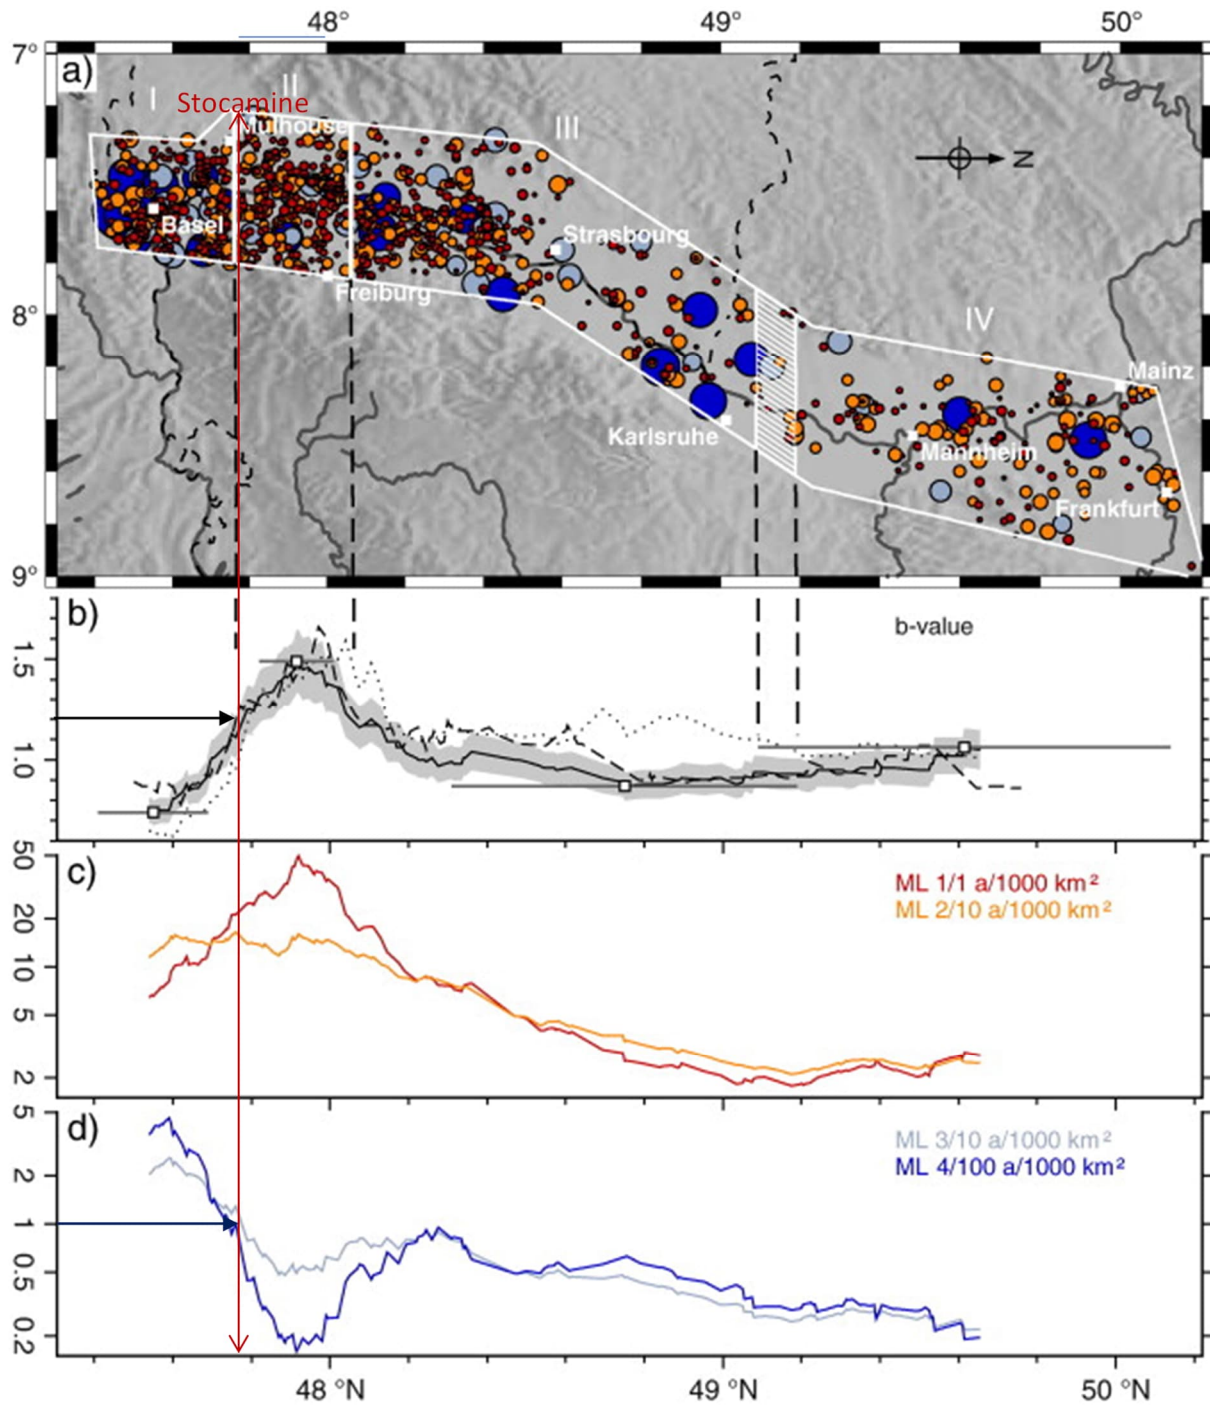 48° 49° 50°
7°
a)
I II
Stocamine
Mulhouse
III
N
Basel
Strasbourg
Freiburg
8°
IV
Mainz
Karlsruhe
Mannheim
Frankfurt
9°
b)
b-value
1.5
1.0
50
c)
ML 1/1 a/1000 km²
ML 2/10 a/1000 km²
20
10
5
2
5
d)
ML 3/10 a/1000 km²
ML 4/100 a/1000 km²
2
1
0.5
0.2
48 °N 49 °N 50 °N